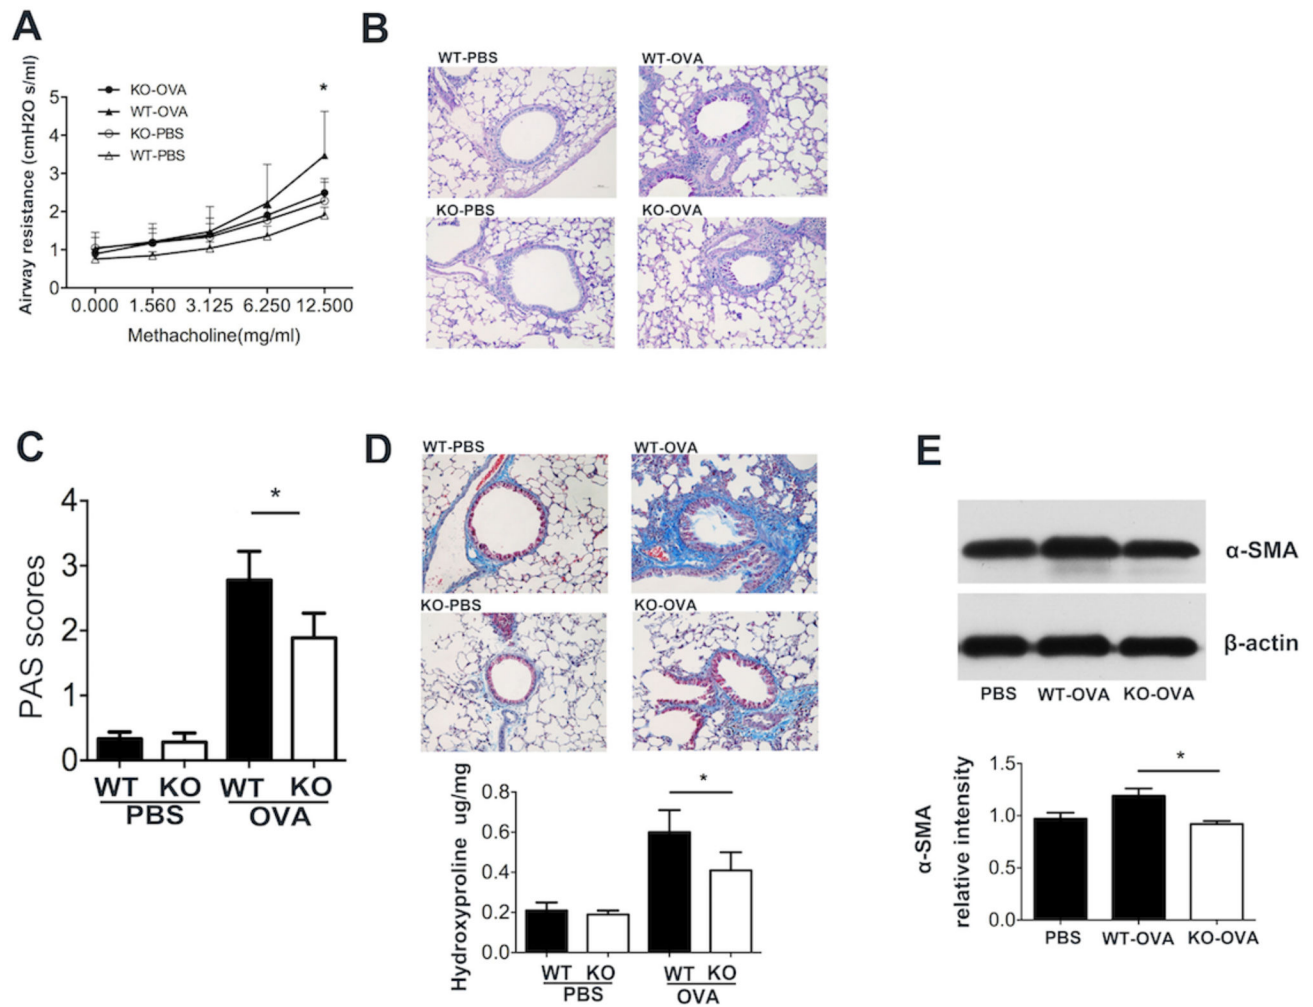 A
Airway resistance (cmH2O s/ml)
5
4
3
2
1
0
KO-OVA
WT-OVA
KO-PBS
WT-PBS
*
0.000 1.560 3.125 6.250 12.500
Methacholine(mg/ml)
B
WT-PBS WT-OVA
KO-PBS KO-OVA
C
PAS scores
4
3
2
1
0
*
WT KO WT KO
PBS OVA
D
WT-PBS WT-OVA
KO-PBS KO-OVA
Hydroxyproline ug/mg
0.8
0.6
0.4
0.2
0.0
*
WT KO WT KO
PBS OVA
E
α-SMA
β-actin
PBS WT-OVA KO-OVA
α-SMA
relative intensity
1.5
1.0
0.5
0.0
*
PBS WT-OVA KO-OVA